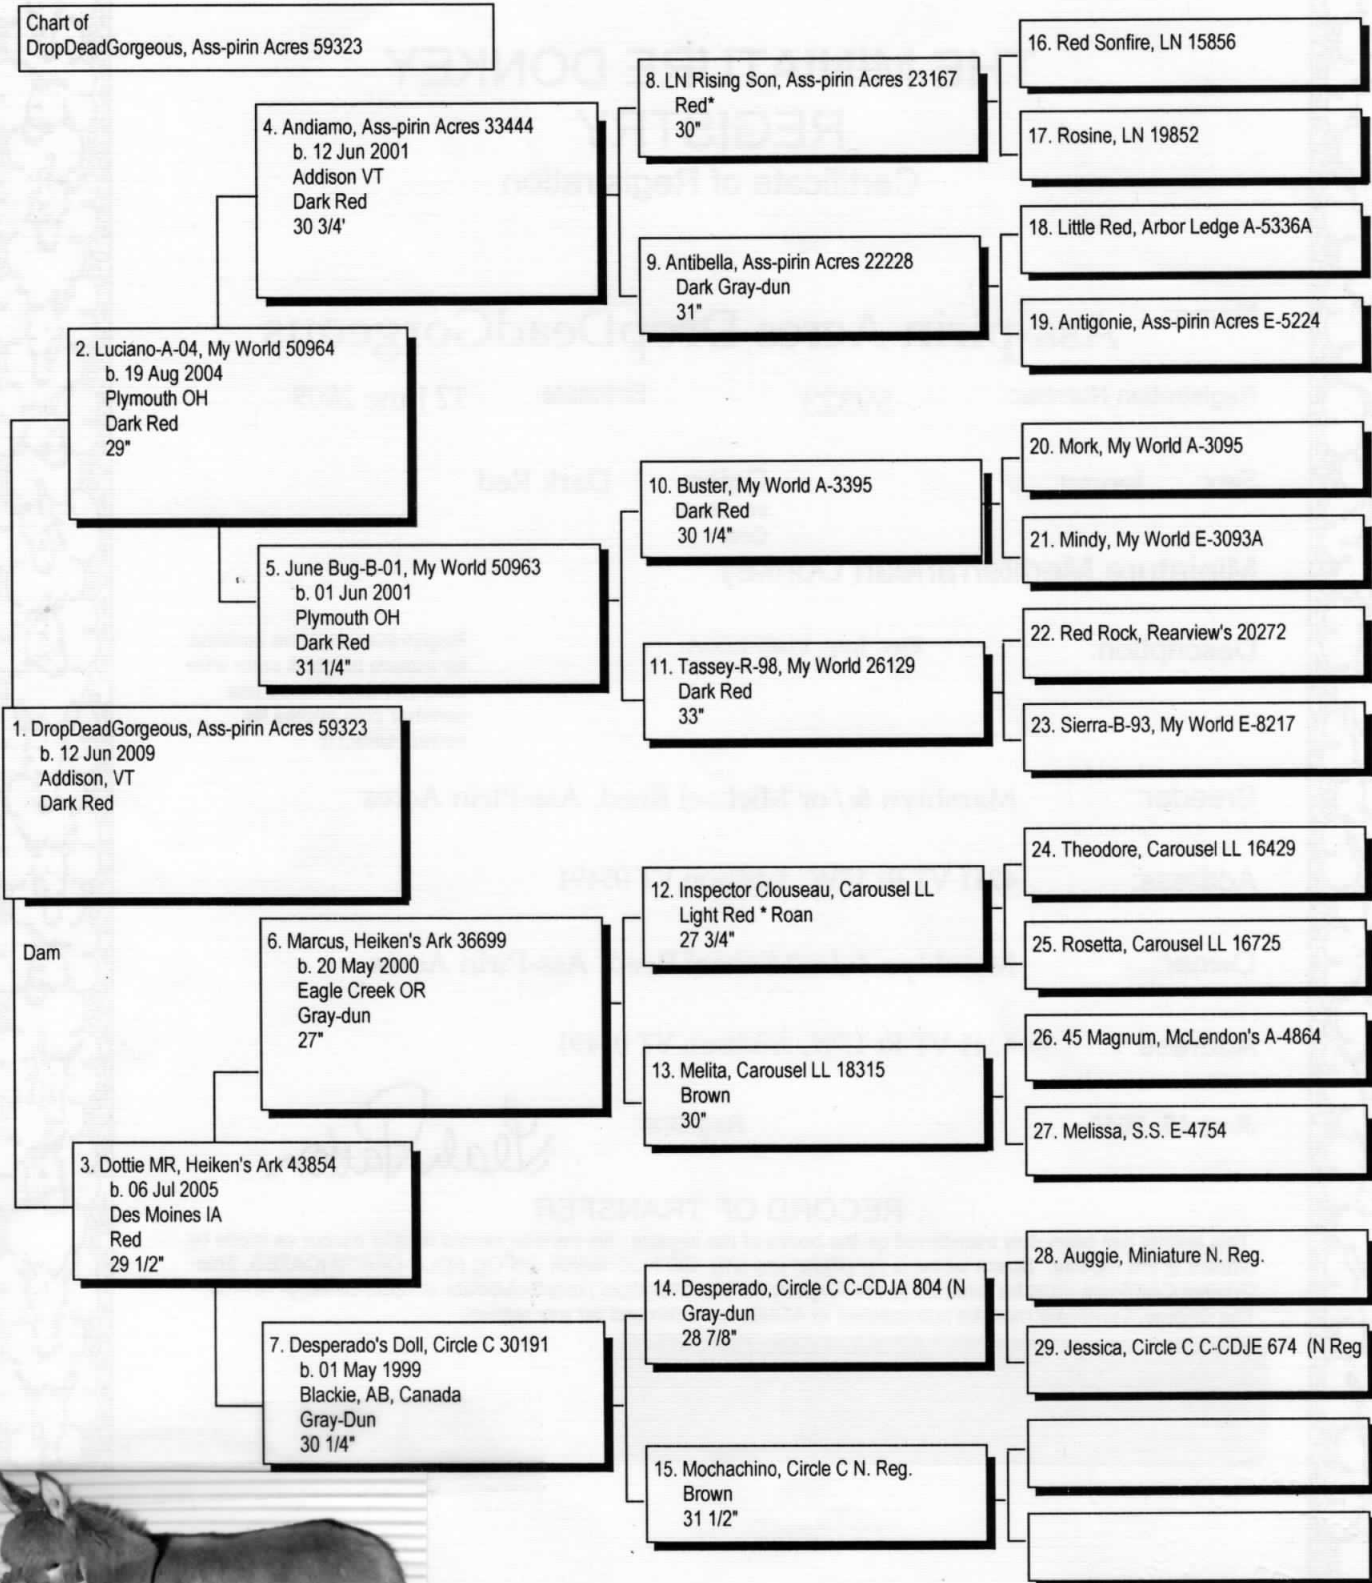 Chart of
DropDeadGorgeous, Ass-pirin Acres 59323
16. Red Sonfire, LN 15856
8. LN Rising Son, Ass-pirin Acres 23167
Red*
30"
17. Rosine, LN 19852
4. Andiamo, Ass-pirin Acres 33444
b. 12 Jun 2001
Addison VT
Dark Red
30 3/4'
18. Little Red, Arbor Ledge A-5336A
9. Antibella, Ass-pirin Acres 22228
Dark Gray-dun
31"
19. Antigonie, Ass-pirin Acres E-5224
2. Luciano-A-04, My World 50964
b. 19 Aug 2004
Plymouth OH
Dark Red
29"
20. Mork, My World A-3095
10. Buster, My World A-3395
Dark Red
30 1/4"
21. Mindy, My World E-3093A
5. June Bug-B-01, My World 50963
b. 01 Jun 2001
Plymouth OH
Dark Red
31 1/4"
22. Red Rock, Rearview's 20272
11. Tassey-R-98, My World 26129
Dark Red
33"
23. Sierra-B-93, My World E-8217
1. DropDeadGorgeous, Ass-pirin Acres 59323
b. 12 Jun 2009
Addison, VT
Dark Red
24. Theodore, Carousel LL 16429
12. Inspector Clouseau, Carousel LL
Light Red * Roan
27 3/4"
25. Rosetta, Carousel LL 16725
Dam
6. Marcus, Heiken's Ark 36699
b. 20 May 2000
Eagle Creek OR
Gray-dun
27"
26. 45 Magnum, McLendon's A-4864
13. Melita, Carousel LL 18315
Brown
30"
27. Melissa, S.S. E-4754
3. Dottie MR, Heiken's Ark 43854
b. 06 Jul 2005
Des Moines IA
Red
29 1/2"
28. Auggie, Miniature N. Reg.
14. Desperado, Circle C C-CDJA 804 (N
Gray-dun
28 7/8"
29. Jessica, Circle C C-CDJE 674 (N Reg
7. Desperado's Doll, Circle C 30191
b. 01 May 1999
Blackie, AB, Canada
Gray-Dun
30 1/4"
15. Mochachino, Circle C N. Reg.
Brown
31 1/2"